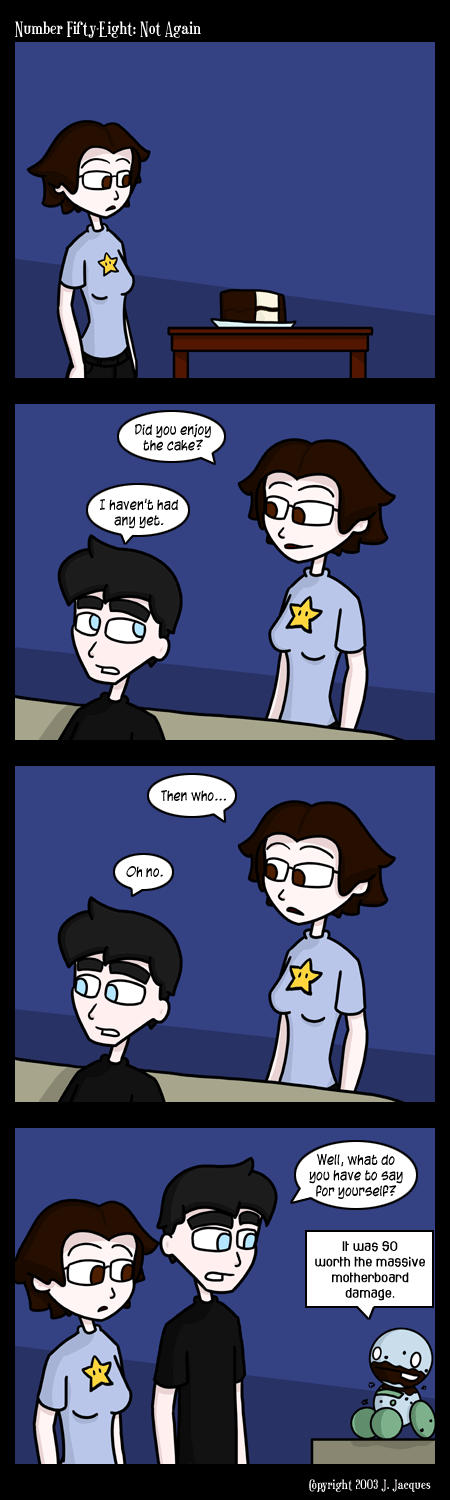 Number Fifty-Eight: Not Again
Did you enjoy
the cake?
I haven't had
any yet.
Then who...
Oh no.
Well, what do
you have to say
for yourself?
It was SO
worth the massive
motherboard
damage.
Copyright 2003 J. Jacques